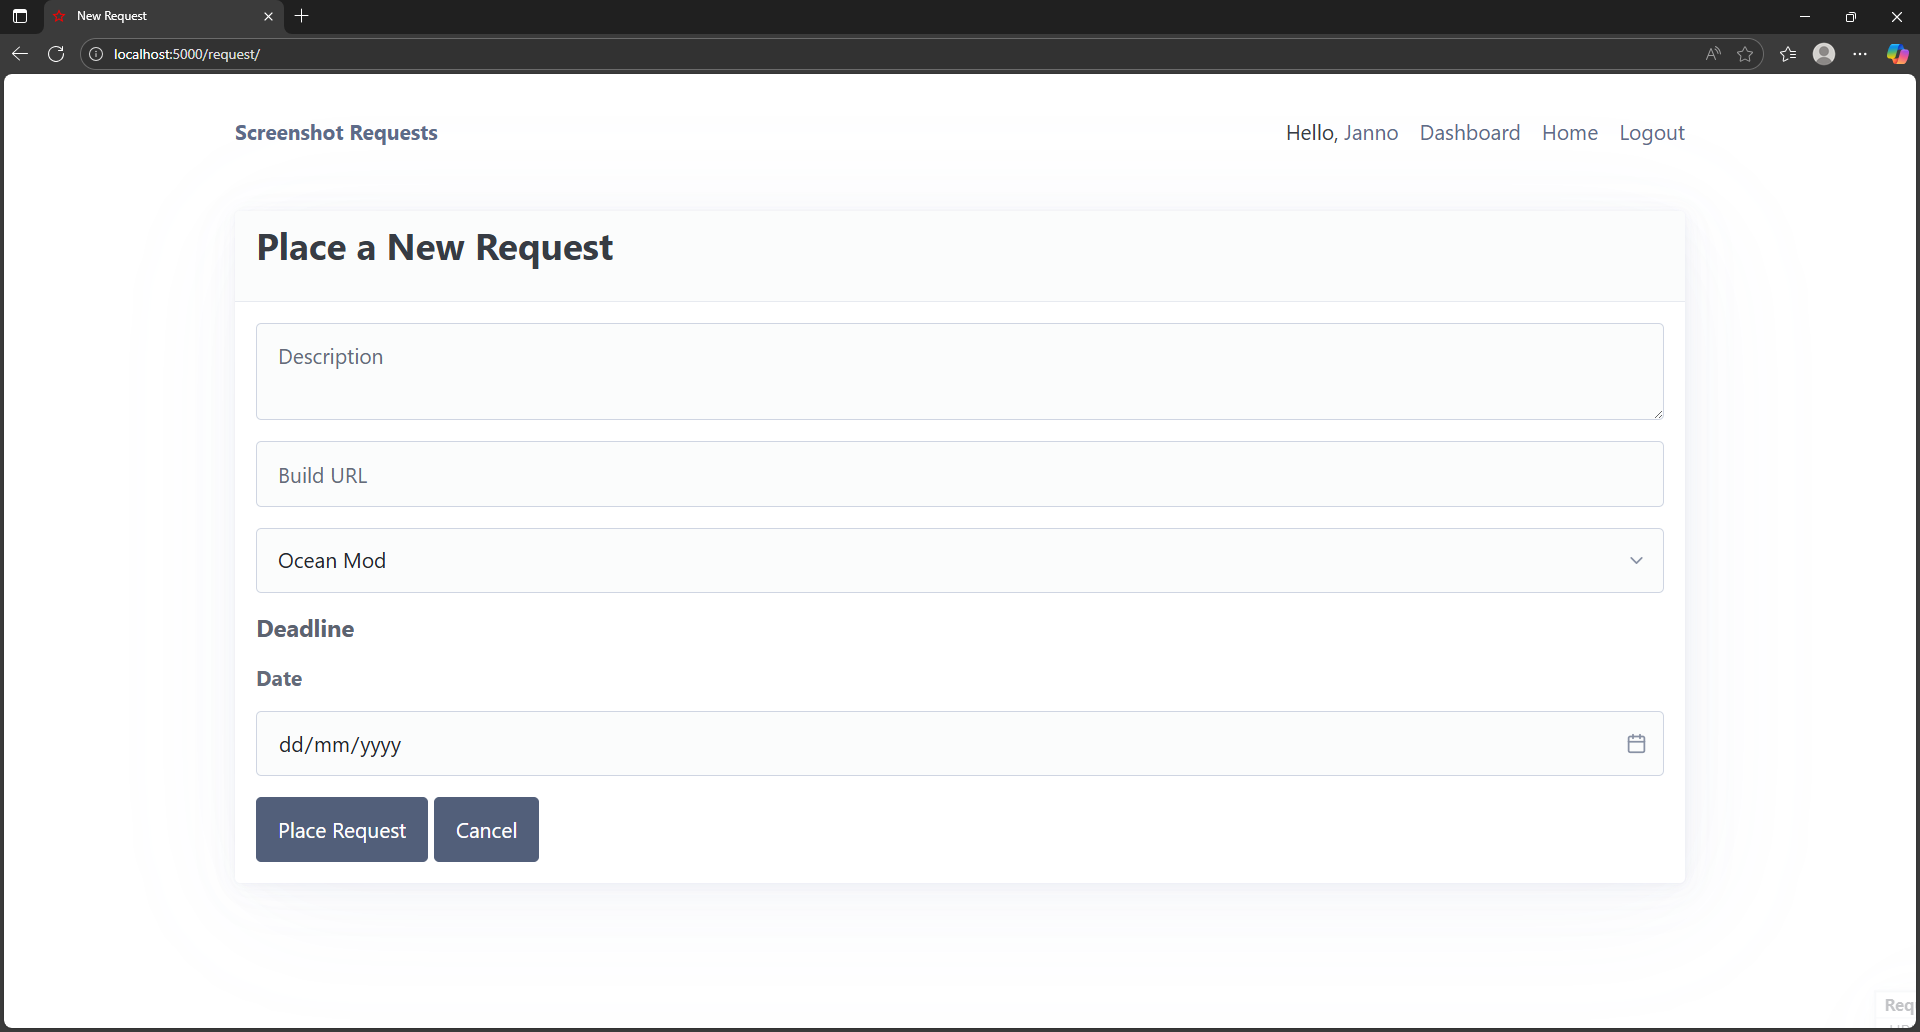 New Request
localhost:5000/request/
Screenshot Requests
Hello, Janno Dashboard Home Logout
Place a New Request
Description
Build URL
Ocean Mod
Deadline
Date
dd/mm/yyyy
Place Request Cancel
Req